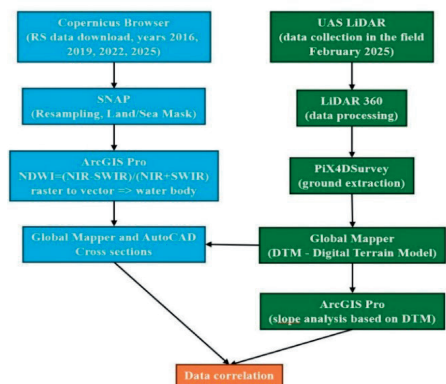 Copernicus Browser
(RS data download, years 2016,
2019, 2022, 2025)
SNAP
(Resampling, Land/Sea Mask)
ArcGIS Pro
NDWI=(NIR-SWIR)/(NIR+SWIR)
raster to vector => water body
Global Mapper and AutoCAD
Cross sections
UAS LiDAR
(data collection in the field
February 2025)
LiDAR 360
(data processing)
PiX4DSurvey
(ground extraction)
Global Mapper
(DTM - Digital Terrain Model)
ArcGIS Pro
(slope analysis based on DTM)
Data correlation